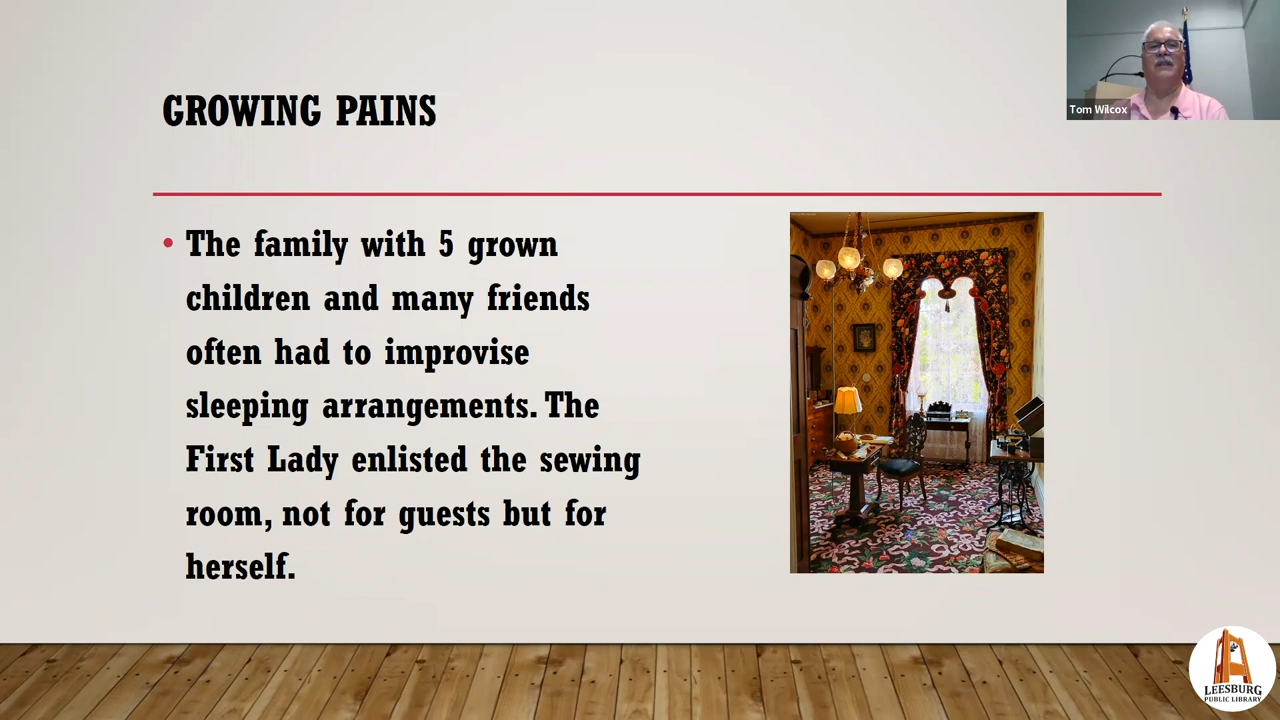 Tom Wilcox
GROWING PAINS
• The family with 5 grown
children and many friends
often had to improvise
sleeping arrangements. The
First Lady enlisted the sewing
room, not for guests but for
herself.
LEESBURG
PUBLIC LIBRARY